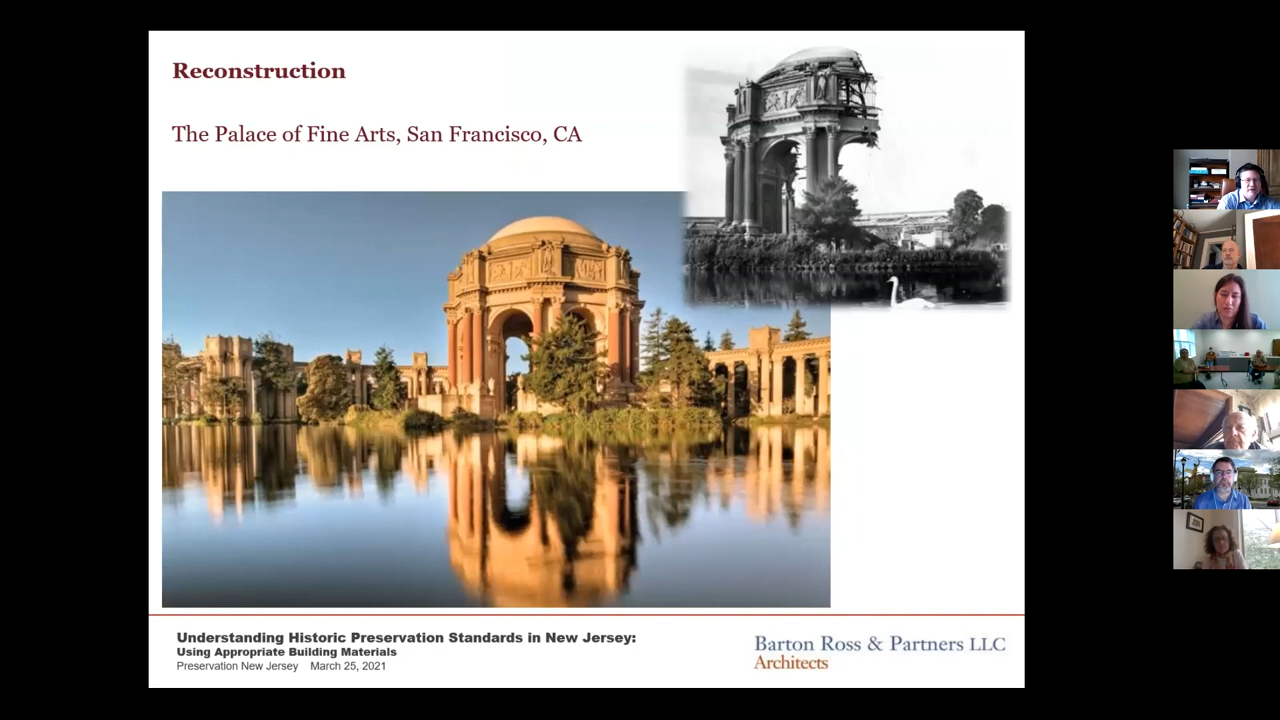 Reconstruction
The Palace of Fine Arts, San Francisco, CA
Understanding Historic Preservation Standards in New Jersey:
Using Appropriate Building Materials
Preservation New Jersey March 25, 2021
Barton Ross & Partners LLC
Architects